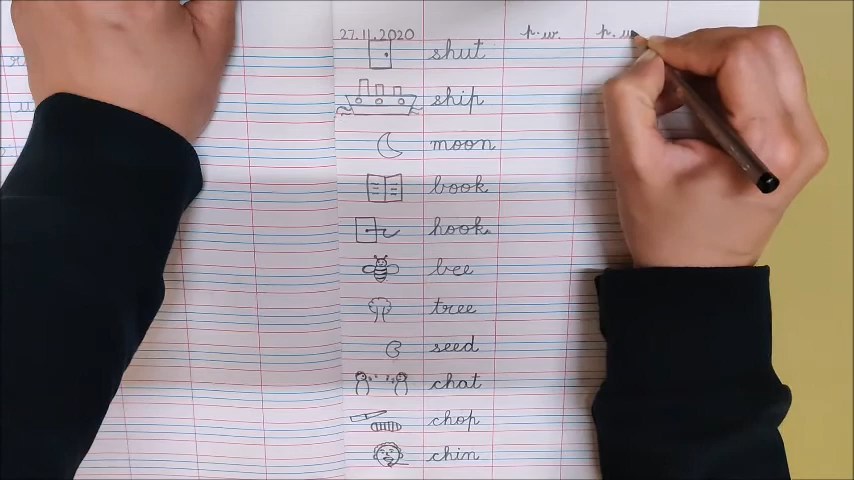 27.11.2020 p.w. p.w
shut
ship
moon
book
hook
bee
tree
seed
chat
chop
chin